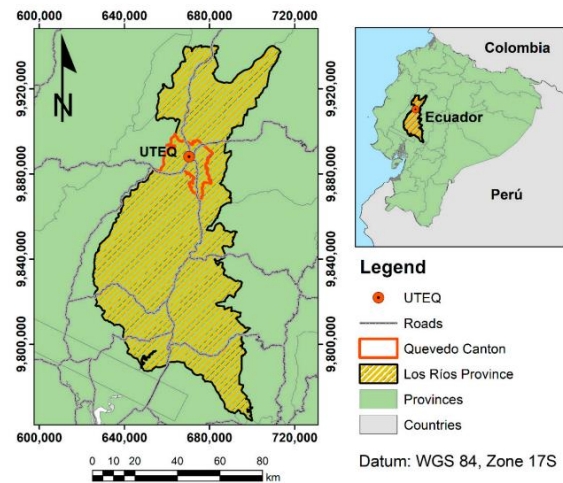 600,000 640,000 680,000 720,000
9,920,000
9,880,000
9,840,000
9,800,000
N
UTEQ
9,920,000
9,880,000
9,840,000
9,800,000
600,000 640,000 680,000 720,000
0 10 20 40 60 80
km
Colombia
Ecuador
Perú
Legend
UTEQ
Roads
Quevedo Canton
Los Ríos Province
Provinces
Countries
Datum: WGS 84, Zone 17S